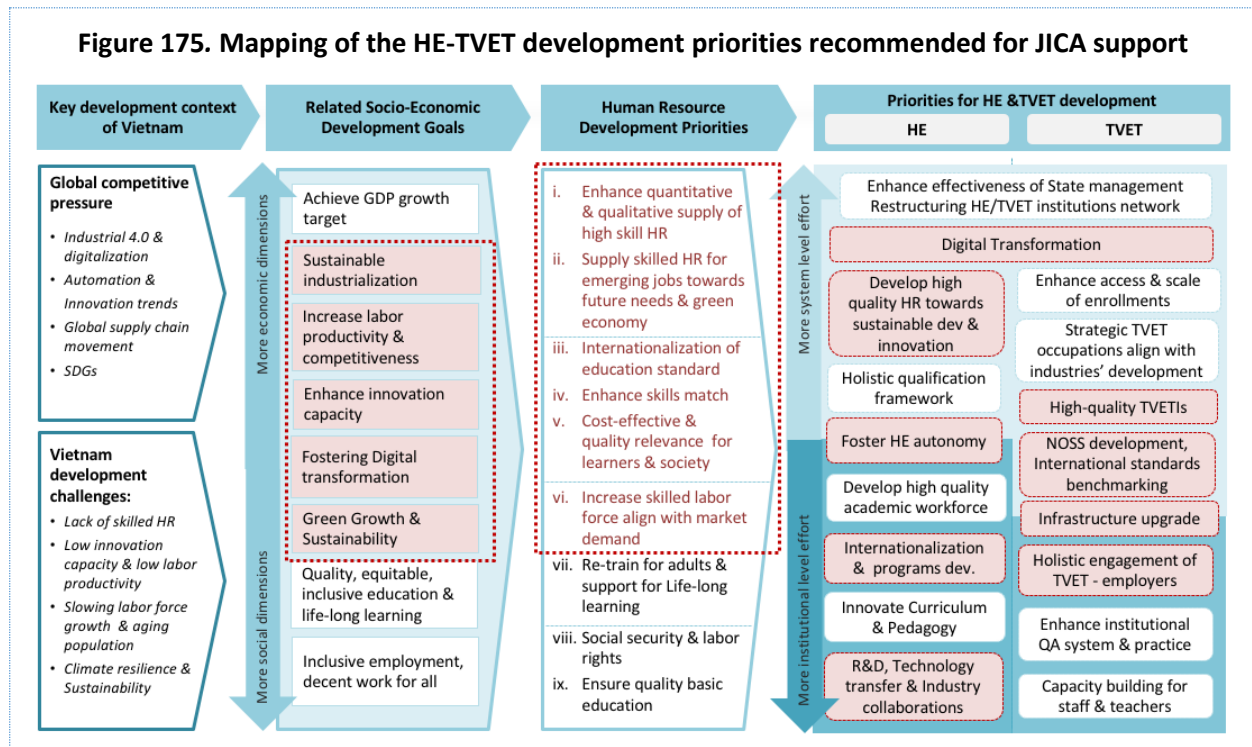 Figure 175. Mapping of the HE-TVET development priorities recommended for JICA support
Key development context
of Vietnam
Related Socio-Economic
Development Goals
Human Resource
Development Priorities
Priorities for HE &TVET development
HE
TVET
Global competitive
pressure
• Industrial 4.0 &
digitalization
• Automation &
Innovation trends
• Global supply chain
movement
• SDGs
Vietnam
development
challenges:
• Lack of skilled HR
• Low innovation
capacity & low labor
productivity
• Slowing labor force
growth & aging
population
• Climate resilience &
Sustainability
More economic dimensions
More social dimensions
Achieve GDP growth
target
Sustainable
industrialization
Increase labor
productivity &
competitiveness
Enhance innovation
capacity
Fostering Digital
transformation
Green Growth &
Sustainability
Quality, equitable,
inclusive education &
life-long learning
Inclusive employment,
decent work for all
i. Enhance quantitative
& qualitative supply of
high skill HR
ii. Supply skilled HR for
emerging jobs towards
future needs & green
economy
iii. Internationalization of
education standard
iv. Enhance skills match
v. Cost-effective &
quality relevance for
learners & society
vi. Increase skilled labor
force align with market
demand
vii. Re-train for adults &
support for Life-long
learning
viii. Social security & labor
rights
ix. Ensure quality basic
education
More system level effort
More institutional level effort
Enhance effectiveness of State management
Restructuring HE/TVET institutions network
Digital Transformation
Develop high
quality HR towards
sustainable dev &
innovation
Holistic qualification
framework
Foster HE autonomy
Develop high quality
academic workforce
Internationalization
& programs dev.
Innovate Curriculum
& Pedagogy
R&D, Technology
transfer & Industry
collaborations
Enhance access & scale
of enrollments
Strategic TVET
occupations align with
industries’ development
High-quality TVETIs
NOSS development,
International standards
benchmarking
Infrastructure upgrade
Holistic engagement of
TVET - employers
Enhance institutional
QA system & practice
Capacity building for
staff & teachers